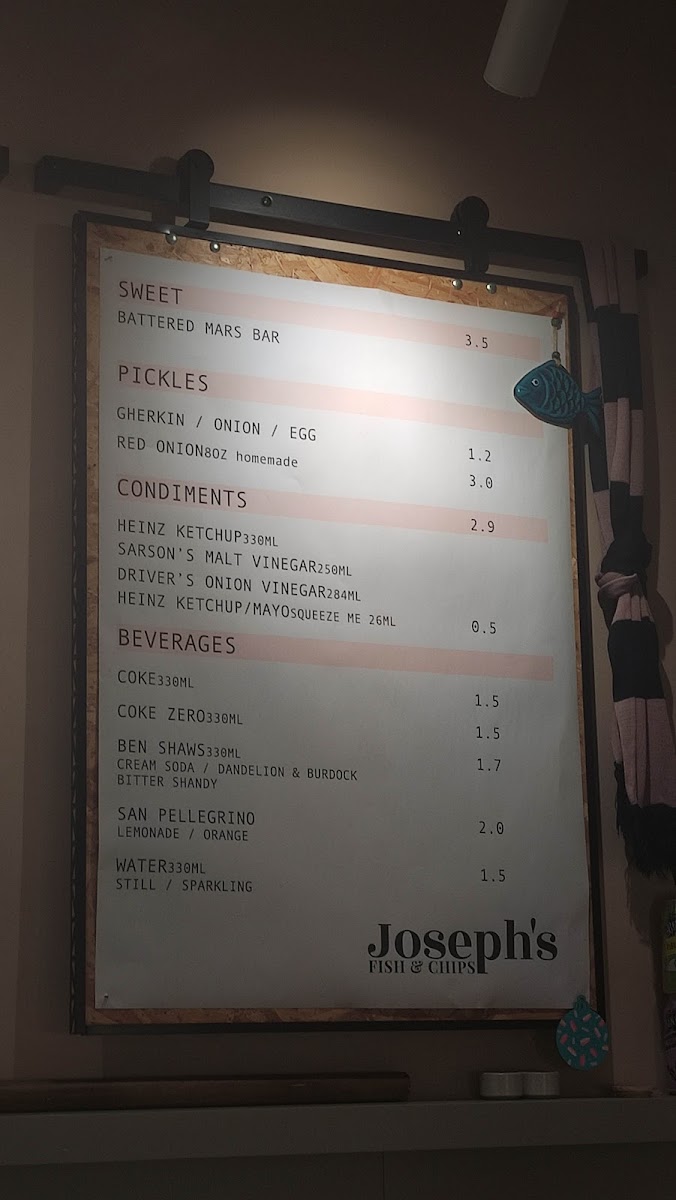 SWEET
BATTERED MARS BAR 3.5
PICKLES
GHERKIN / ONION / EGG 1.2
RED ONION8OZ homemade 3.0
CONDIMENTS 2.9
HEINZ KETCHUP330ML
SARSON'S MALT VINEGAR250ML
DRIVER'S ONION VINEGAR284ML
HEINZ KETCHUP/MAYOSQUEEZE ME 26ML 0.5
BEVERAGES
COKE330ML 1.5
COKE ZERO330ML 1.5
BEN SHAWS330ML 1.7
CREAM SODA / DANDELION & BURDOCK
BITTER SHANDY
SAN PELLEGRINO 2.0
LEMONADE / ORANGE
WATER330ML 1.5
STILL / SPARKLING
Joseph's
FISH & CHIPS